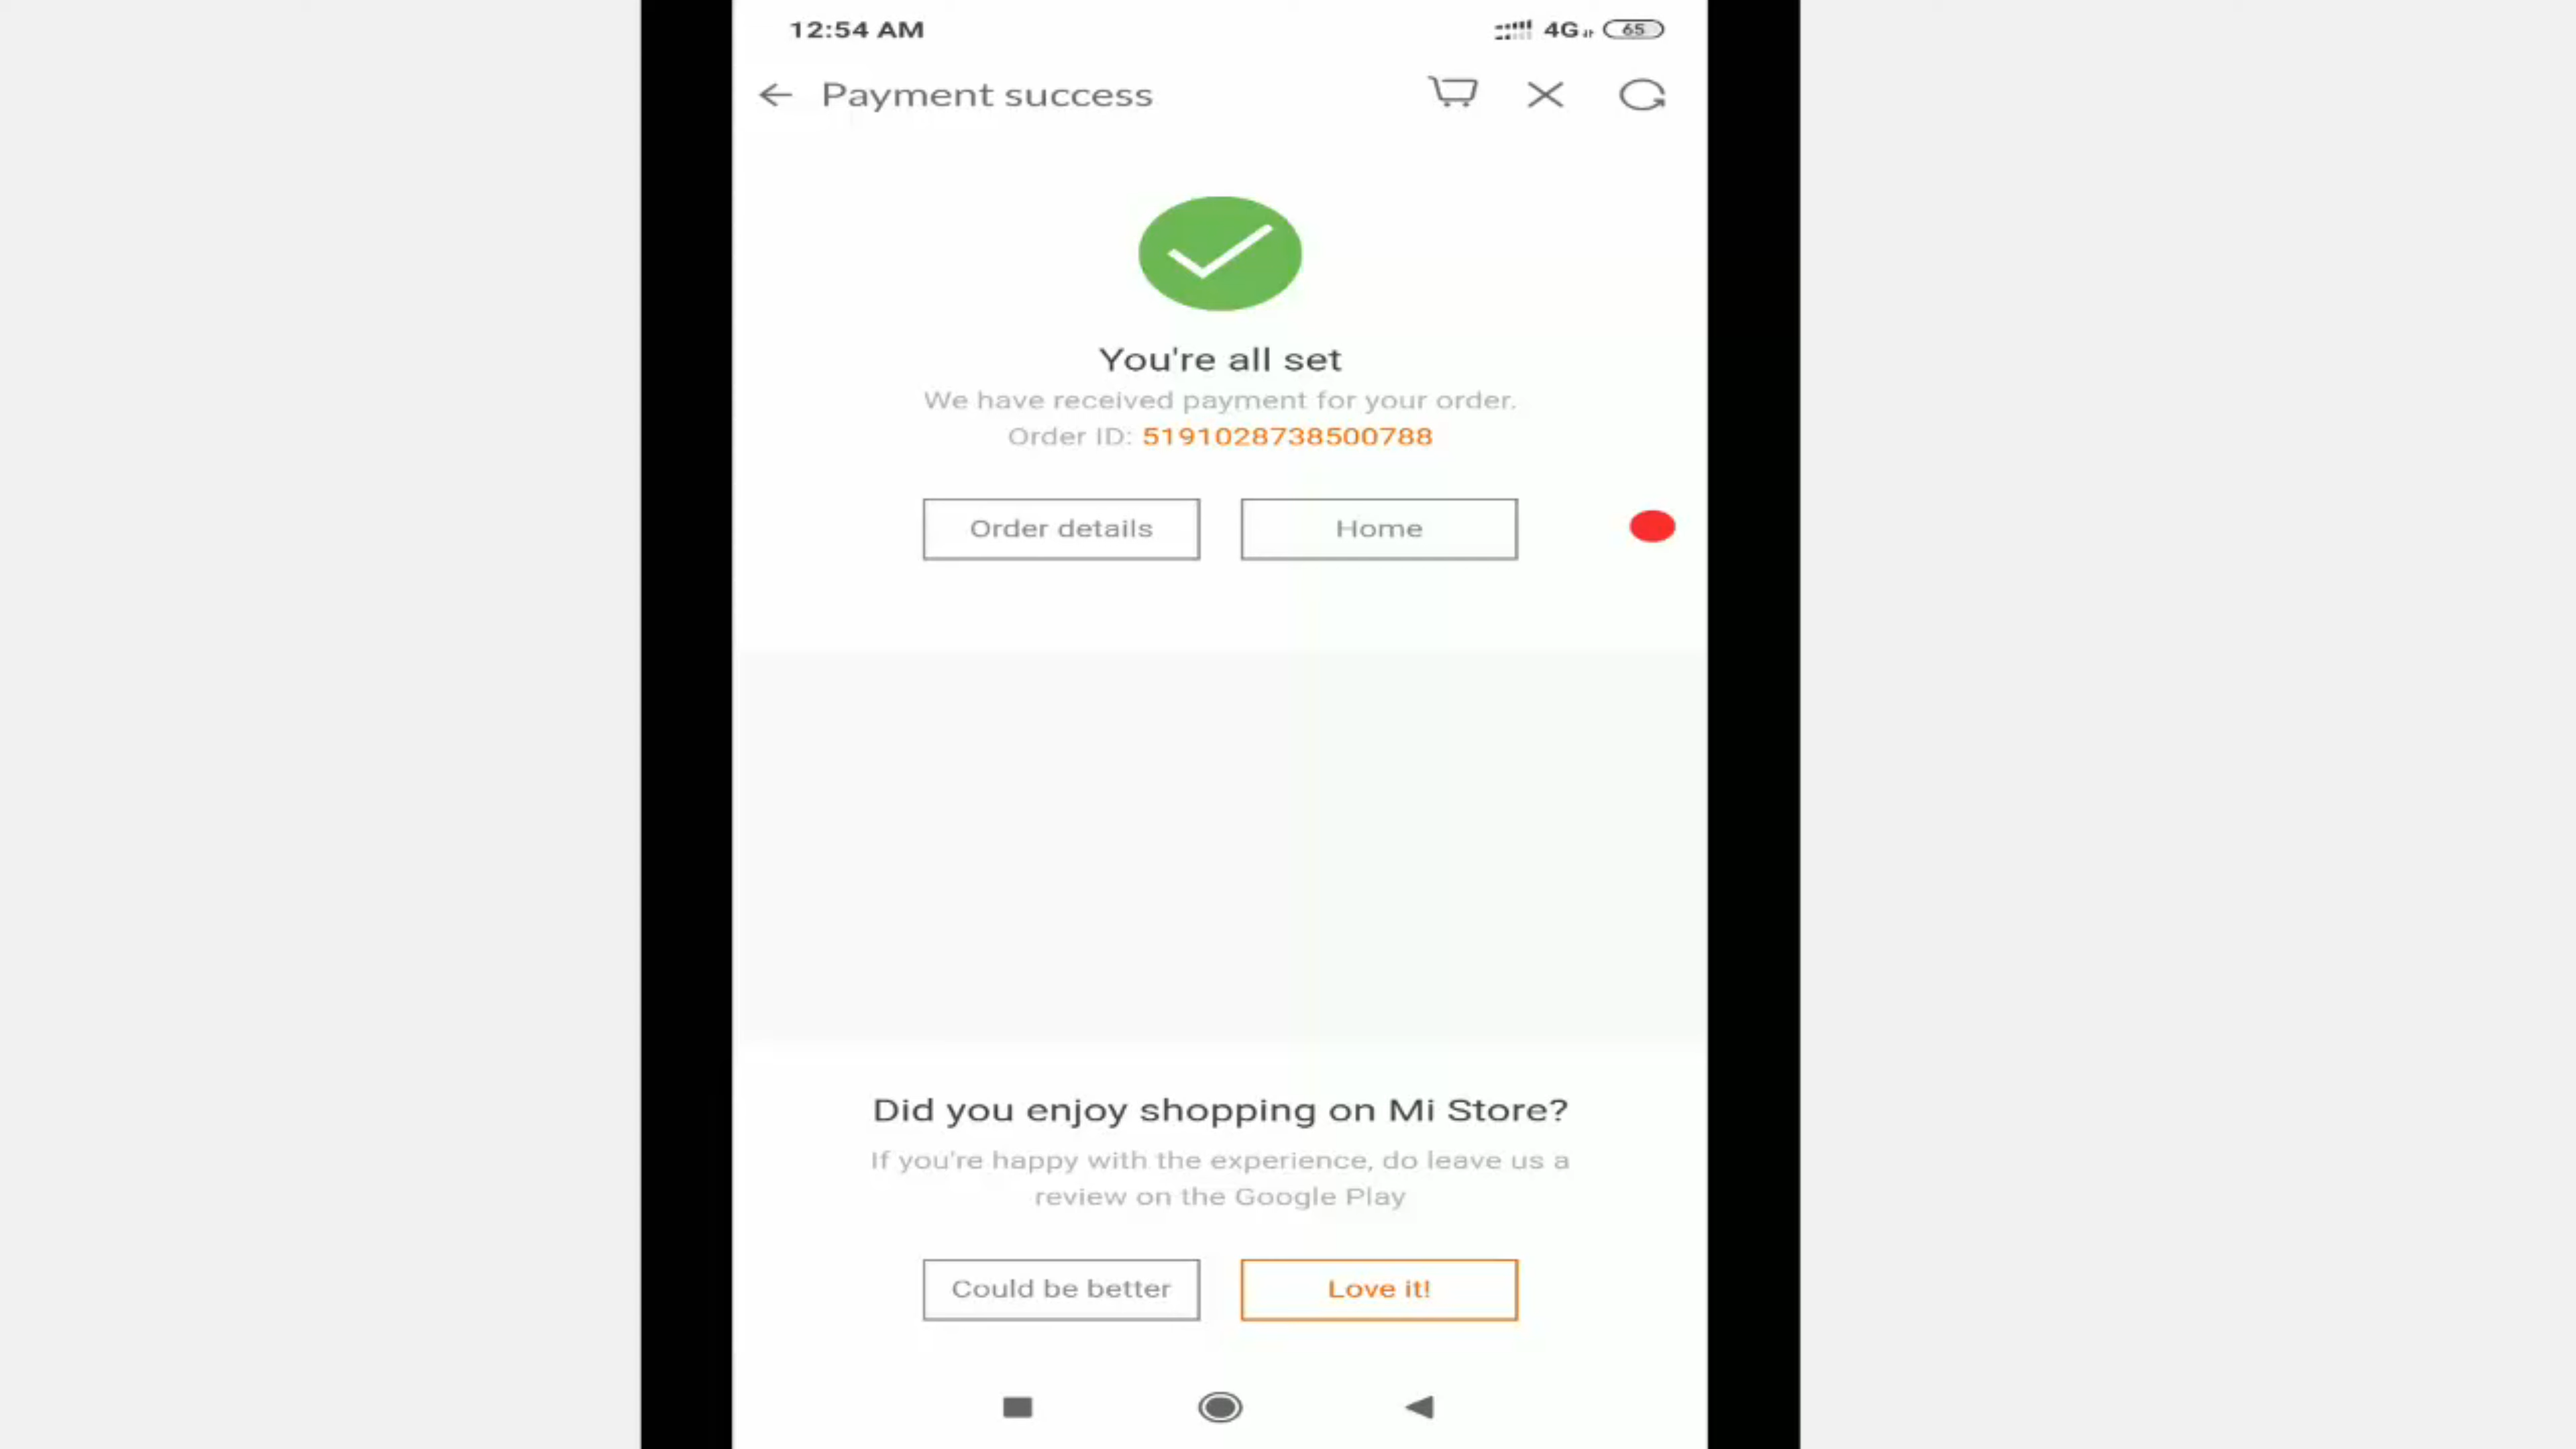 12:54 AM 4G 65
Payment success
You're all set
We have received payment for your order.
Order ID: 5191028738500788
Order details Home
Did you enjoy shopping on Mi Store?
If you're happy with the experience, do leave us a
review on the Google Play
Could be better Love it!